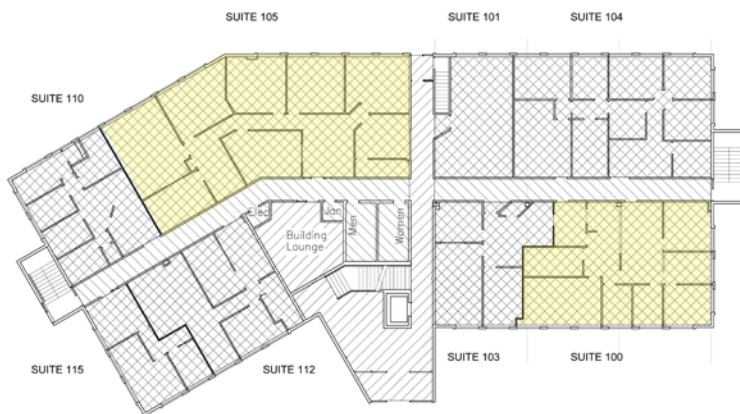 SUITE 105
SUITE 101
SUITE 104
SUITE 110
Elec
Jan
Men
Women
Building
Lounge
SUITE 115
SUITE 112
SUITE 103
SUITE 100